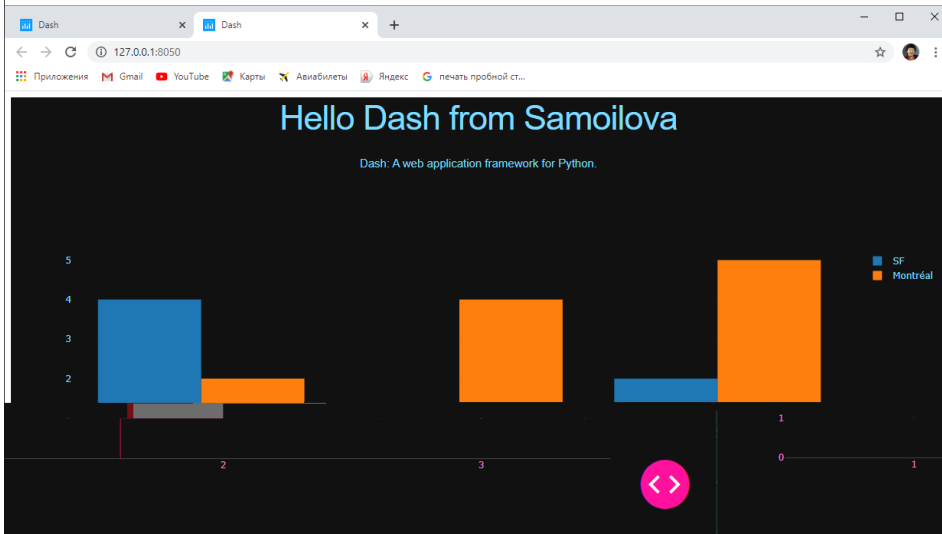 Dash
Dash
127.0.0.1:8050
Приложения Gmail YouTube Карты Авиабилеты Яндекс печать пробной ст...
Hello Dash from Samoilova
Dash: A web application framework for Python.
5
SF
Montréal
4
3
2
1
0
2
3
1